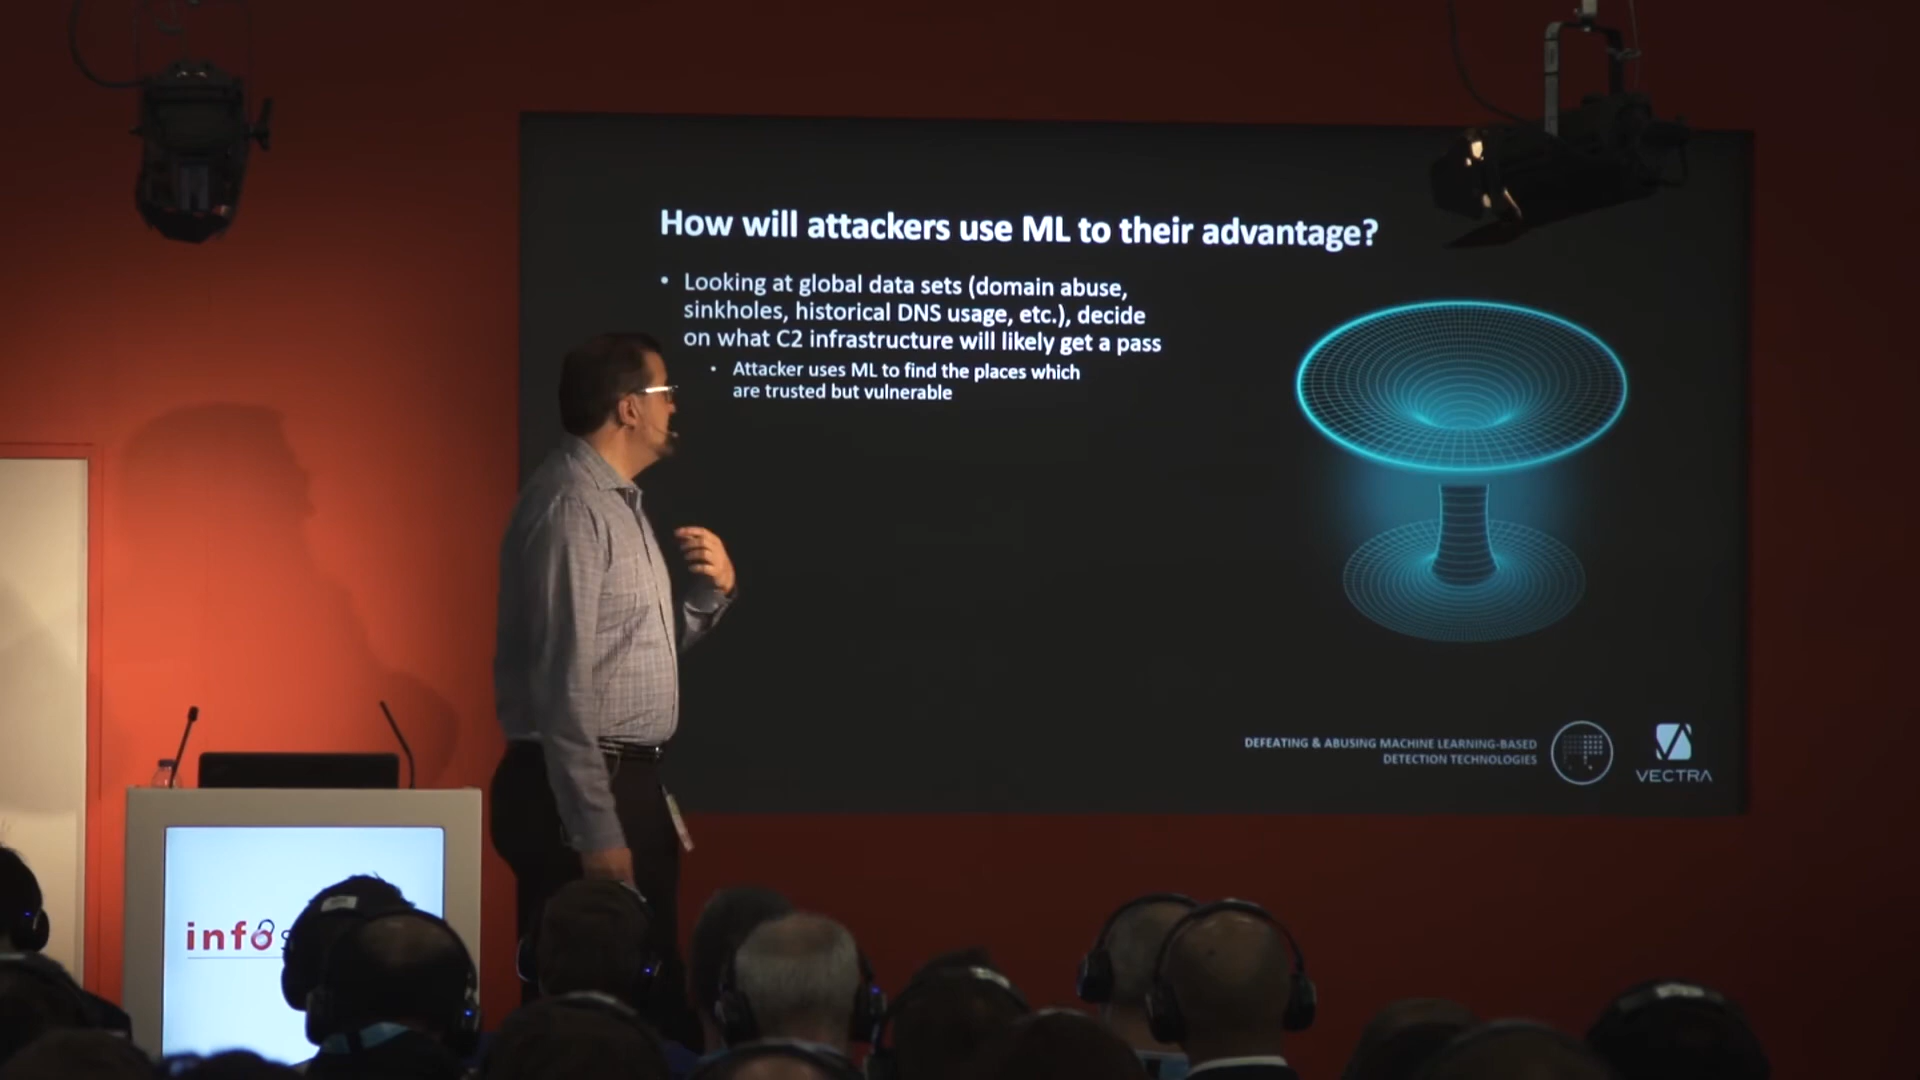 How will attackers use ML to their advantage?
• Looking at global data sets (domain abuse,
sinkholes, historical DNS usage, etc.), decide
on what C2 infrastructure will likely get a pass
• Attacker uses ML to find the places which
are trusted but vulnerable
DEFEATING & ABUSING MACHINE LEARNING-BASED
DETECTION TECHNOLOGIES
VECTRA
infos